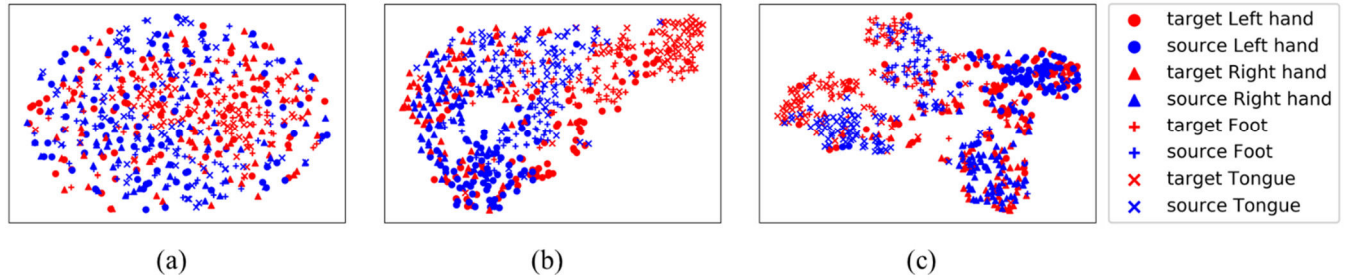 target Left hand
source Left hand
target Right hand
source Right hand
target Foot
source Foot
target Tongue
source Tongue
(a)
(b)
(c)